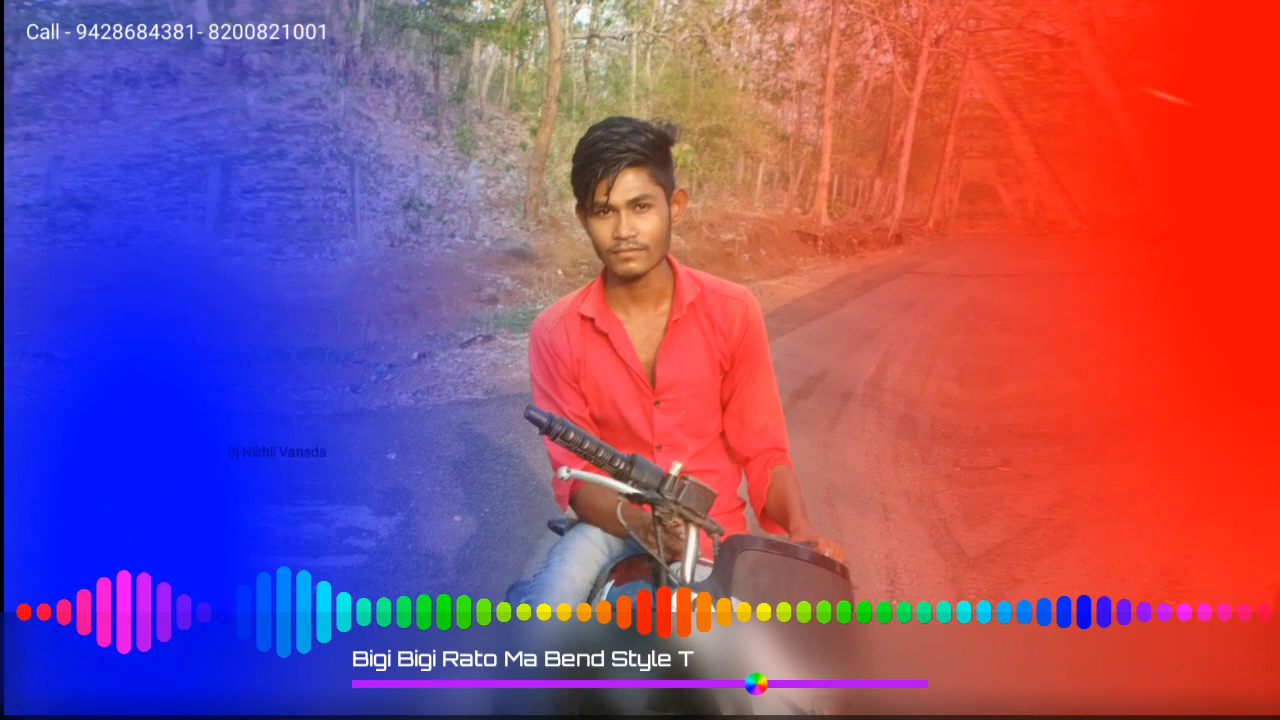 Call - 9428684381- 8200821001
Dj Nikhil Vansda
Bigi Bigi Rato Ma Bend Style T